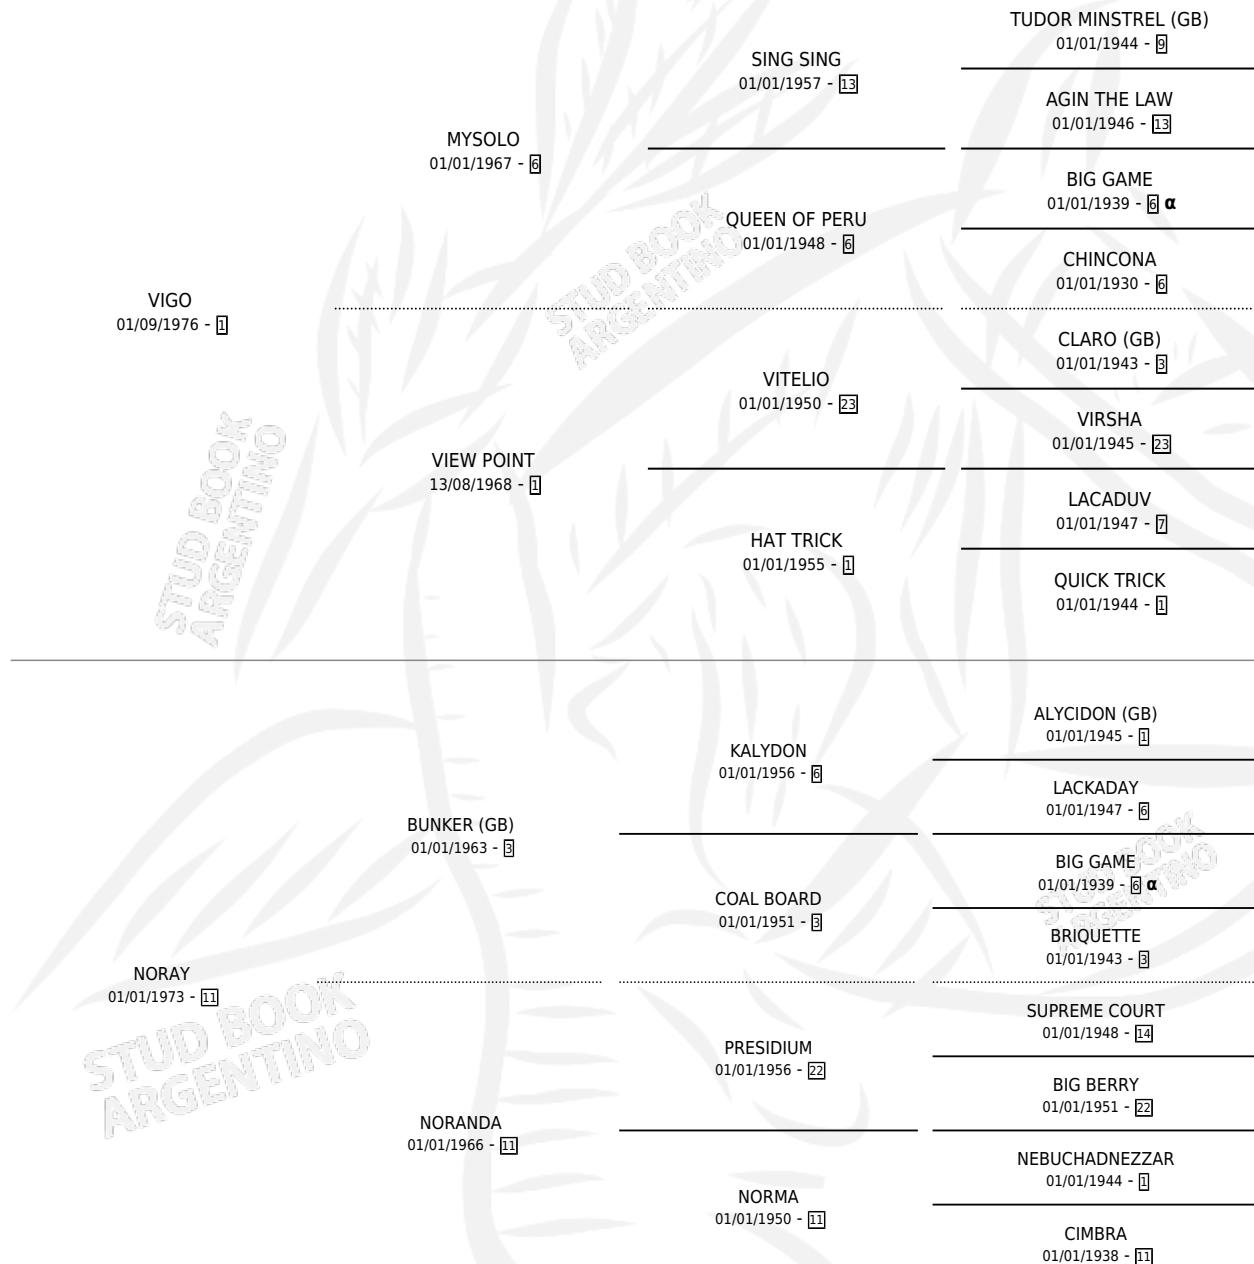 TUDOR MINSTREL (GB)
01/01/1944 - 9
SING SING
01/01/1957 - 13
AGIN THE LAW
01/01/1946 - 13
MYSOLO
01/01/1967 - 6
BIG GAME
01/01/1939 - 6 α
QUEEN OF PERU
01/01/1948 - 6
CHINCONA
01/01/1930 - 6
VIGO
01/09/1976 - 1
CLARO (GB)
01/01/1943 - 3
VITELIO
01/01/1950 - 23
VIRSHA
01/01/1945 - 23
VIEW POINT
13/08/1968 - 1
LACADUV
01/01/1947 - 7
HAT TRICK
01/01/1955 - 1
QUICK TRICK
01/01/1944 - 1
ALYCIDON (GB)
01/01/1945 - 1
KALYDON
01/01/1956 - 6
LACKADAY
01/01/1947 - 6
BUNKER (GB)
01/01/1963 - 3
BIG GAME
01/01/1939 - 6 α
COAL BOARD
01/01/1951 - 3
BRIQUETTE
01/01/1943 - 3
NORAY
01/01/1973 - 11
SUPREME COURT
01/01/1948 - 14
PRESIDIUM
01/01/1956 - 22
BIG BERRY
01/01/1951 - 22
NORANDA
01/01/1966 - 11
NEBUCHADNEZZAR
01/01/1944 - 1
NORMA
01/01/1950 - 11
CIMBRA
01/01/1938 - 11
STUD BOOK
ARGENTINO
STUD BOOK
ARGENTINO
STUD BOOK
ARGENTINO
STUD BOOK
ARGENTINO